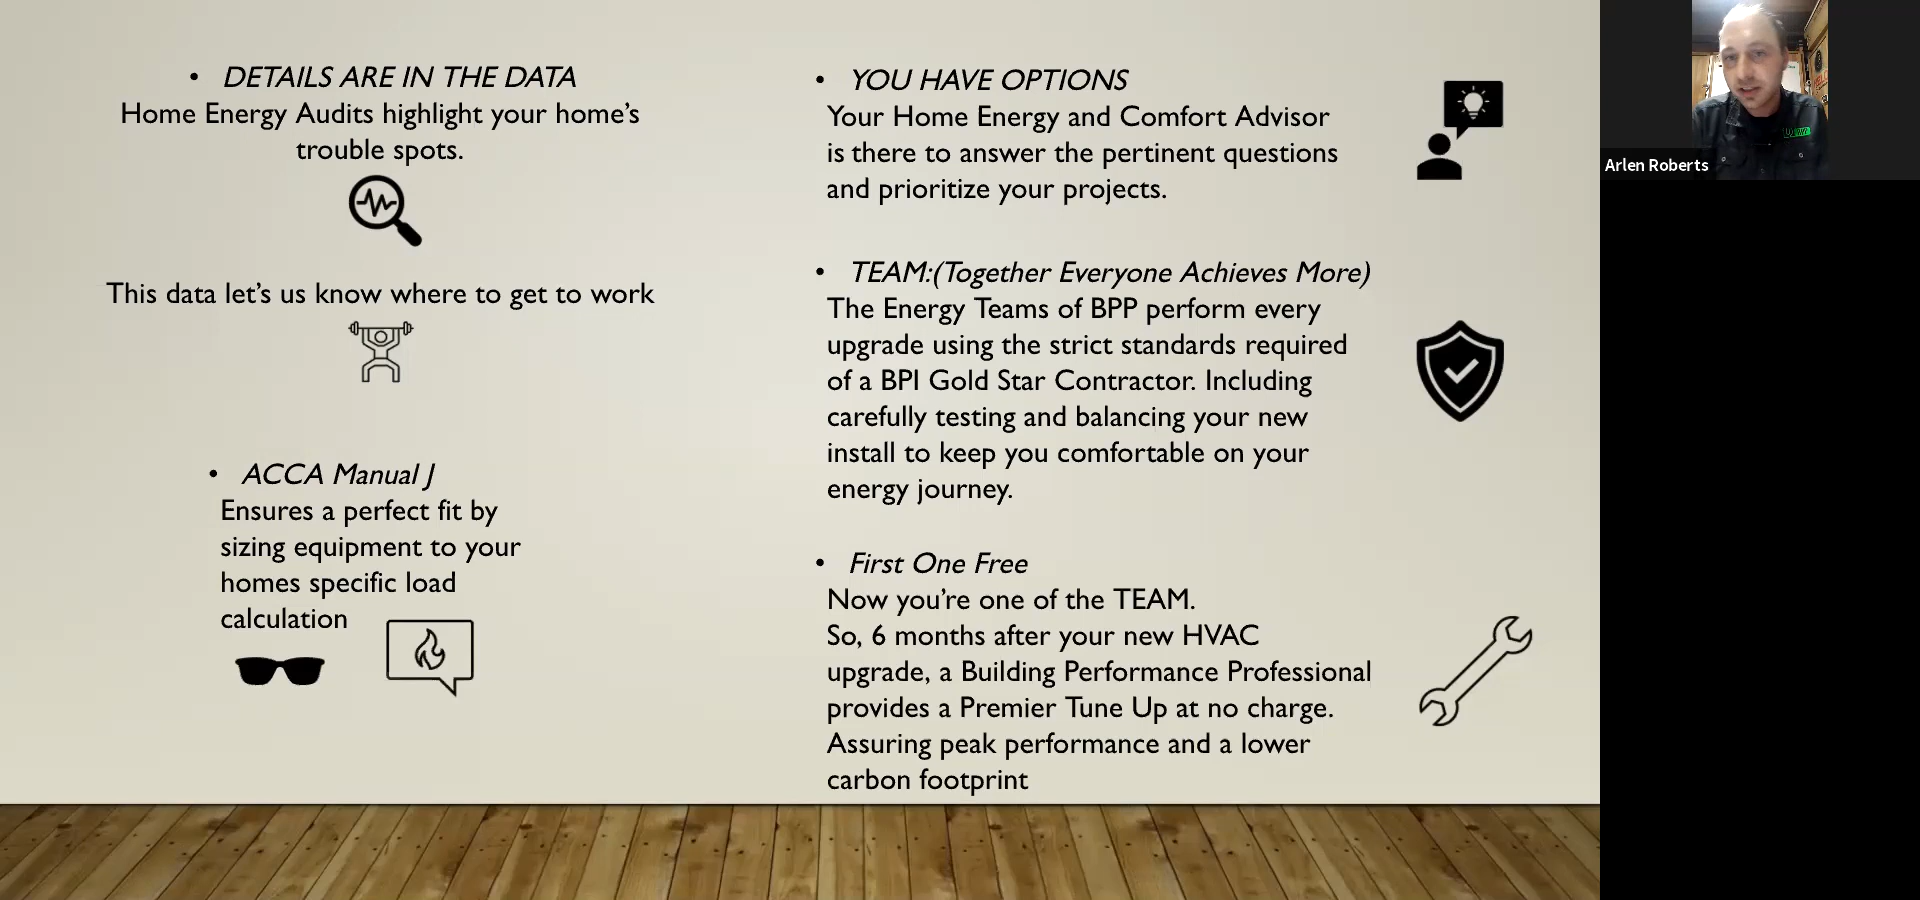 • DETAILS ARE IN THE DATA
Home Energy Audits highlight your home's
trouble spots.
This data let's us know where to get to work
• ACCA Manual J
Ensures a perfect fit by
sizing equipment to your
homes specific load
calculation
• YOU HAVE OPTIONS
Your Home Energy and Comfort Advisor
is there to answer the pertinent questions
and prioritize your projects.
• TEAM:(Together Everyone Achieves More)
The Energy Teams of BPP perform every
upgrade using the strict standards required
of a BPI Gold Star Contractor. Including
carefully testing and balancing your new
install to keep you comfortable on your
energy journey.
• First One Free
Now you're one of the TEAM.
So, 6 months after your new HVAC
upgrade, a Building Performance Professional
provides a Premier Tune Up at no charge.
Assuring peak performance and a lower
carbon footprint
Arlen Roberts